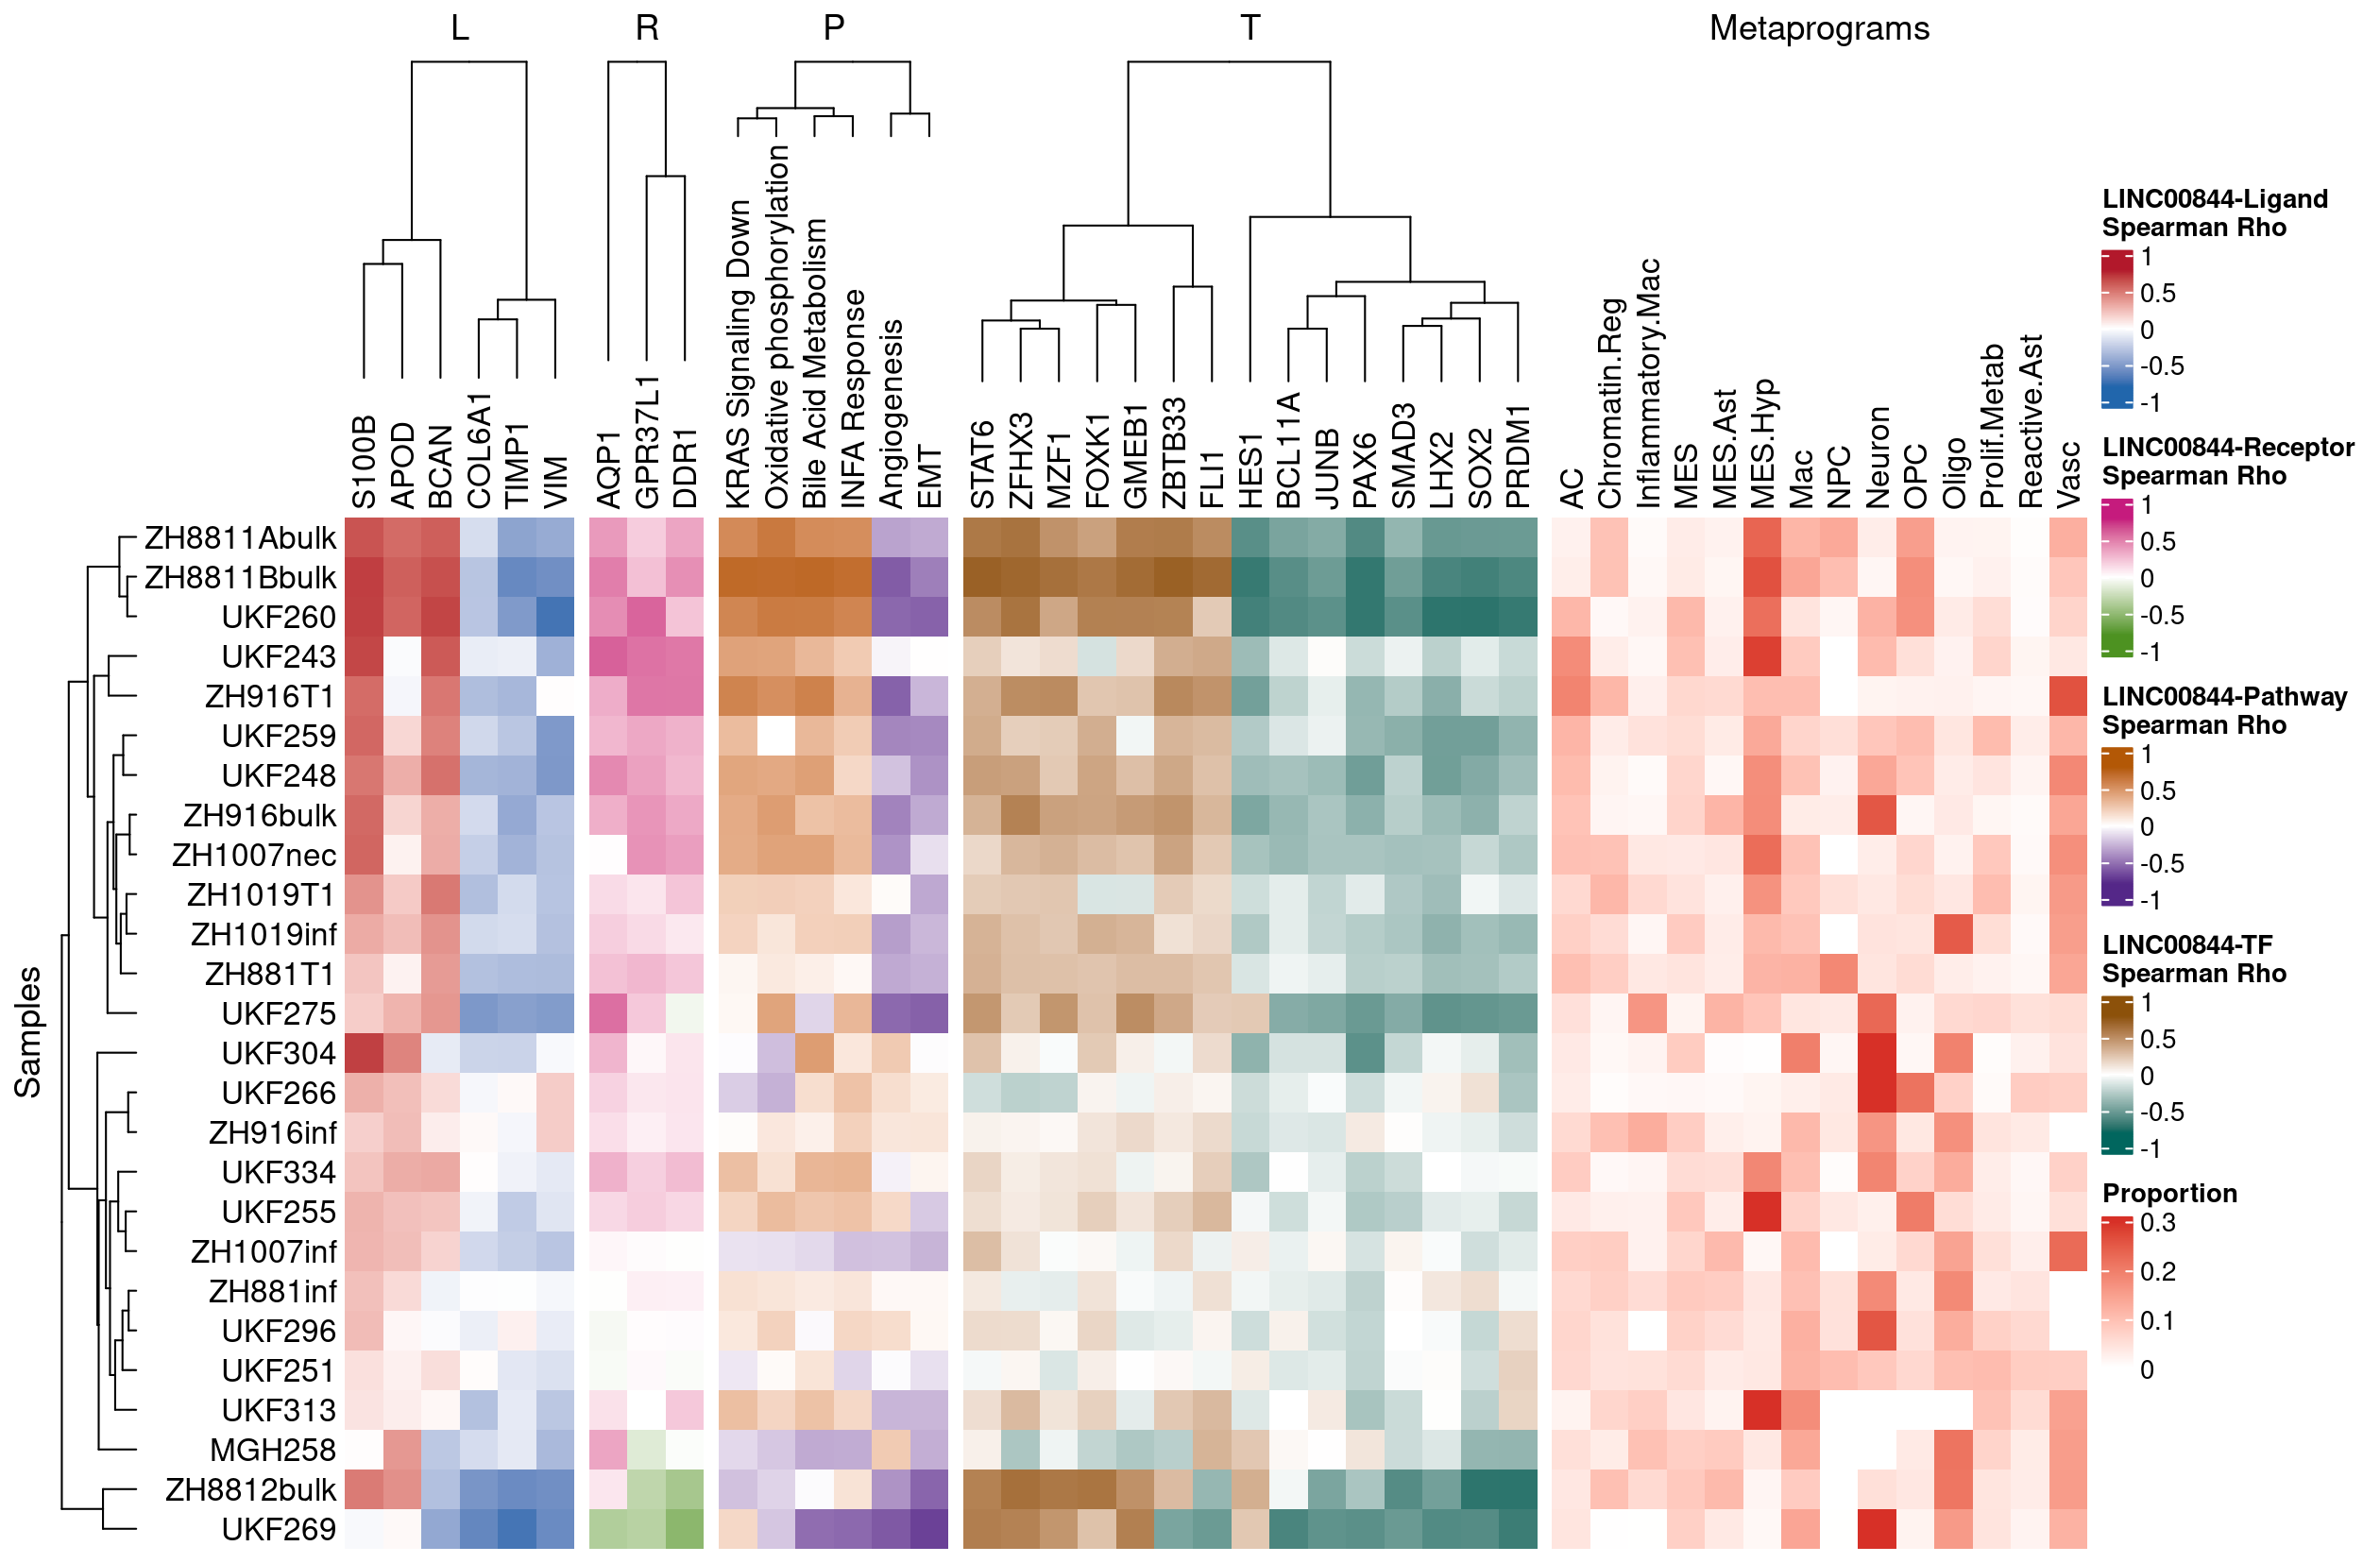 L R P T Metaprograms
S100B
APOD
BCAN
COL6A1
TIMP1
VIM
AQP1
GPR37L1
DDR1
KRAS Signaling Down
Oxidative phosphorylation
Bile Acid Metabolism
INFA Response
Angiogenesis
EMT
STAT6
ZFHX3
MZF1
FOXK1
GMEB1
ZBTB33
FLI1
HES1
BCL11A
JUNB
PAX6
SMAD3
LHX2
SOX2
PRDM1
AC
Chromatin.Reg
Inflammatory.Mac
MES
MES.Ast
MES.Hyp
Mac
NPC
Neuron
OPC
Oligo
Prolif.Metab
Reactive.Ast
Vasc
Samples
ZH8811Abulk
ZH8811Bbulk
UKF260
UKF243
ZH916T1
UKF259
UKF248
ZH916bulk
ZH1007nec
ZH1019T1
ZH1019inf
ZH881T1
UKF275
UKF304
UKF266
ZH916inf
UKF334
UKF255
ZH1007inf
ZH881inf
UKF296
UKF251
UKF313
MGH258
ZH8812bulk
UKF269
LINC00844-Ligand
Spearman Rho
1
0.5
0
-0.5
-1
LINC00844-Receptor
Spearman Rho
1
0.5
0
-0.5
-1
LINC00844-Pathway
Spearman Rho
1
0.5
0
-0.5
-1
LINC00844-TF
Spearman Rho
1
0.5
0
-0.5
-1
Proportion
0.3
0.2
0.1
0